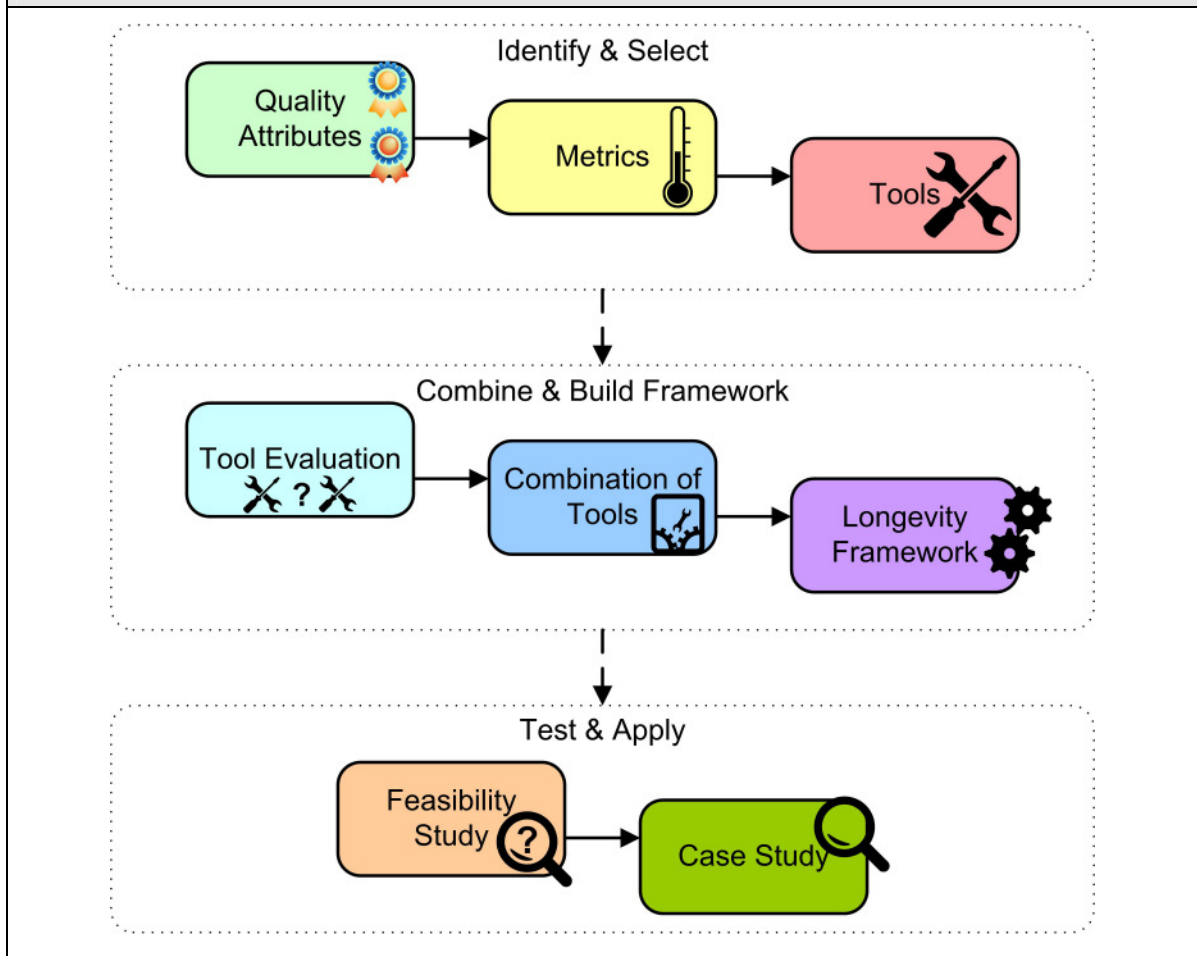 Identify & Select
Quality
Attributes
Metrics
Tools
Combine & Build Framework
Tool Evaluation
?
Combination of
Tools
Longevity
Framework
Test & Apply
Feasibility
Study
?
Case Study